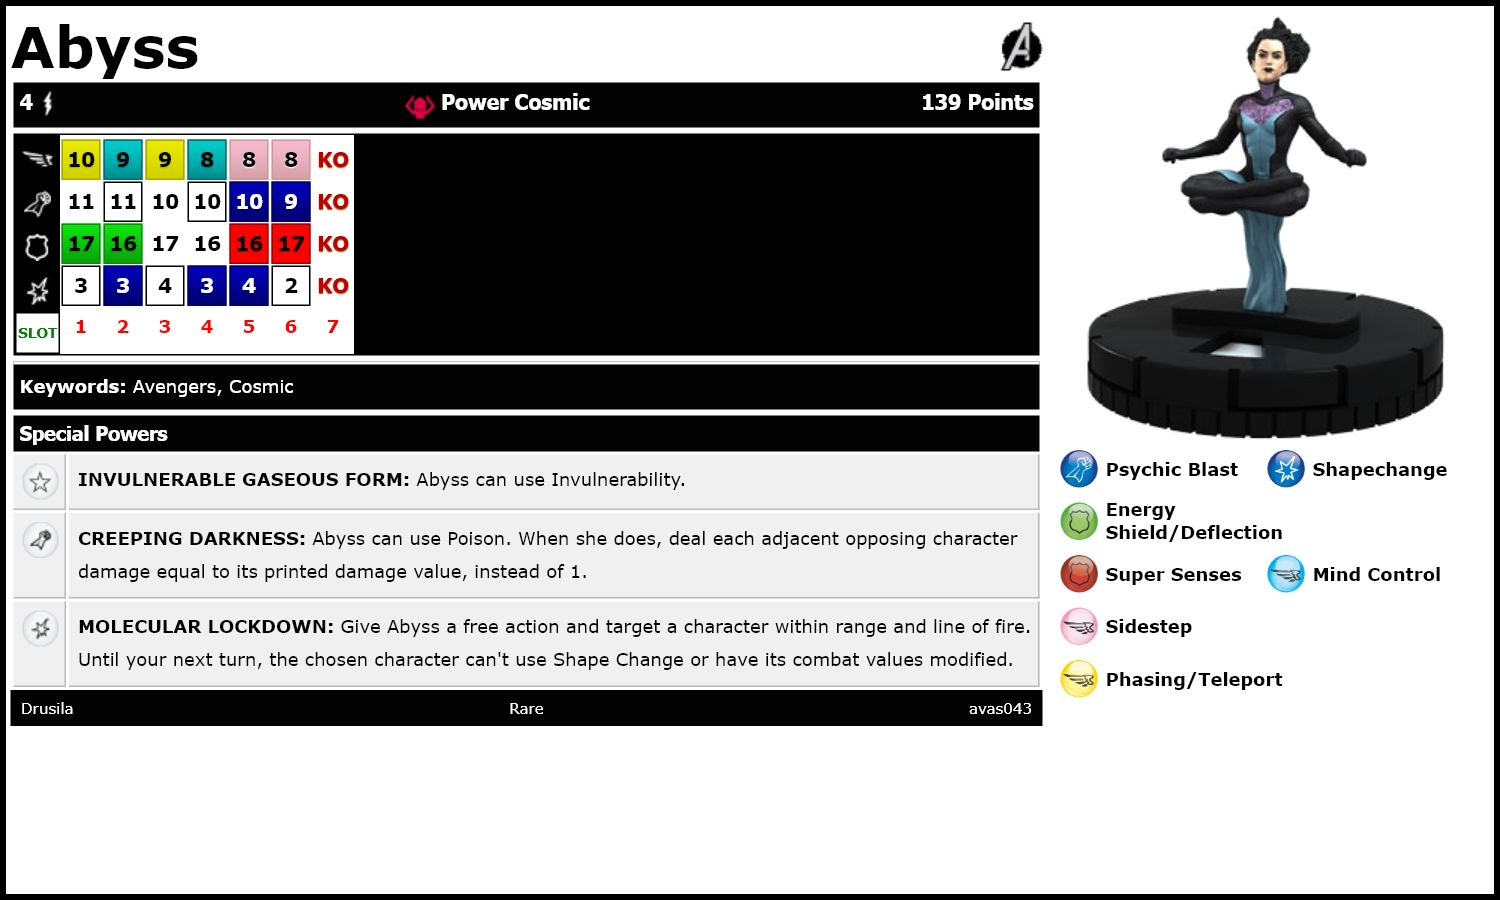 Abyss
4 Power Cosmic 139 Points
10 9 9 8 8 8 KO
11 11 10 10 10 9 KO
17 16 17 16 16 17 KO
3 3 4 3 4 2 KO
SLOT 1 2 3 4 5 6 7
Keywords: Avengers, Cosmic
Special Powers
INVULNERABLE GASEOUS FORM: Abyss can use Invulnerability.
CREEPING DARKNESS: Abyss can use Poison. When she does, deal each adjacent opposing character
damage equal to its printed damage value, instead of 1.
MOLECULAR LOCKDOWN: Give Abyss a free action and target a character within range and line of fire.
Until your next turn, the chosen character can't use Shape Change or have its combat values modified.
Drusila Rare avas043
Psychic Blast Shapechange
Energy
Shield/Deflection
Super Senses Mind Control
Sidestep
Phasing/Teleport